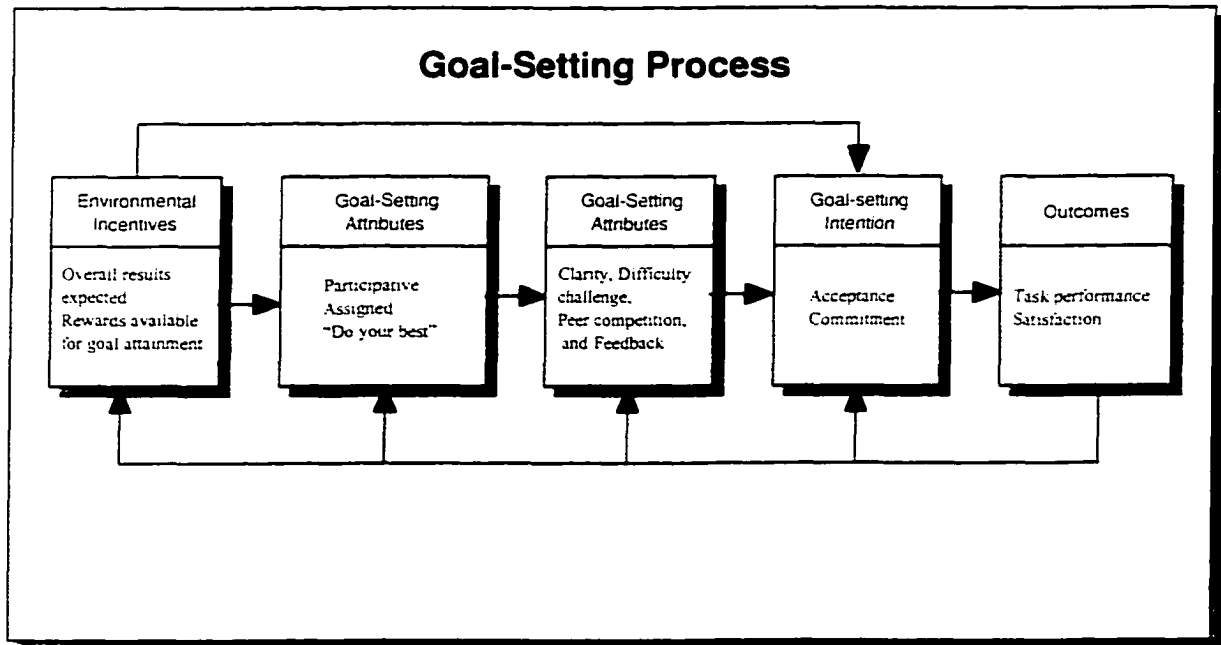 Goal-Setting Process
Environmental
Incentives
Overall results
expected
Rewards available
for goal attainment
Goal-Setting
Attributes
Participative
Assigned
"Do your best"
Goal-Setting
Attributes
Clarity, Difficulty
challenge,
Peer competition,
and Feedback
Goal-setting
Intention
Acceptance
Commitment
Outcomes
Task performance
Satisfaction